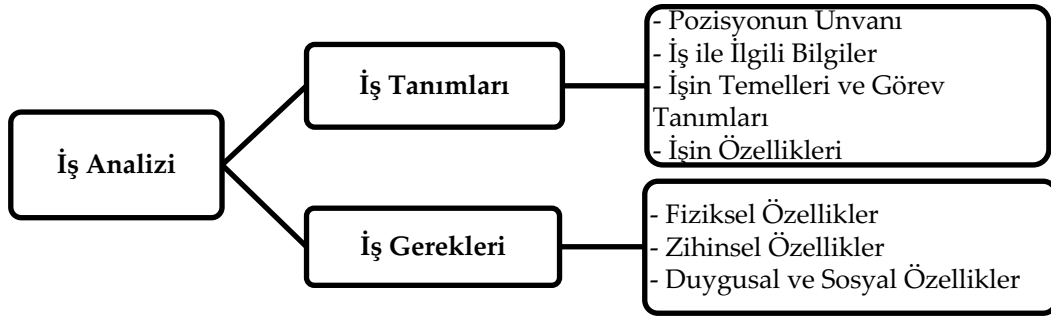 İş Analizi
İş Tanımları
- Pozisyonun Unvanı
- İş ile İlgili Bilgiler
- İşin Temelleri ve Görev
Tanımları
- İşin Özellikleri
İş Gerekleri
- Fiziksel Özellikler
- Zihinsel Özellikler
- Duygusal ve Sosyal Özellikler